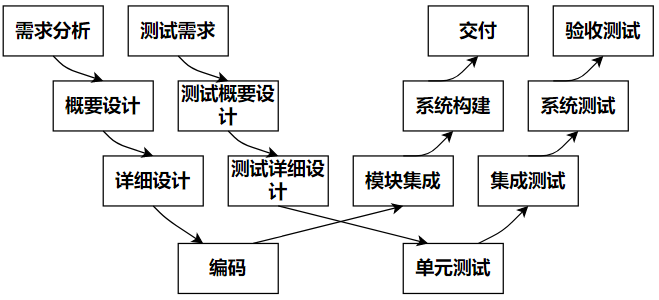 需求分析
测试需求
交付
验收测试
概要设计
测试概要设
计
系统构建
系统测试
详细设计
测试详细设
计
模块集成
集成测试
编码
单元测试